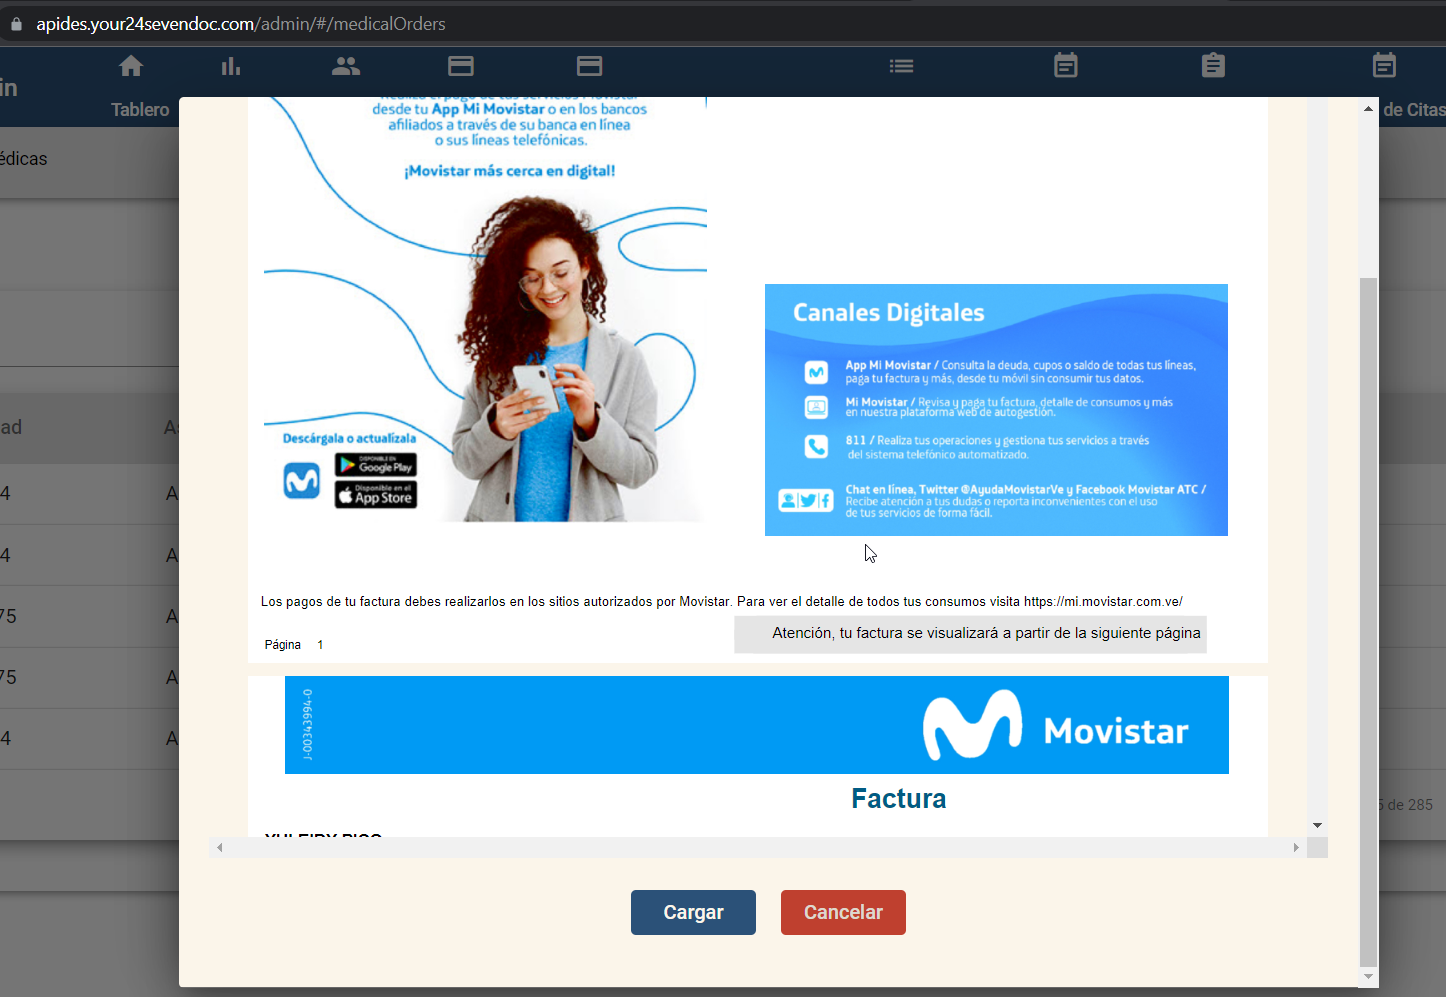 apides.your24sevendoc.com/admin/#/medicalOrders
in
Tablero
de Citas
édicas
desde tu App Mi Movistar o en los bancos
afiliados a través de su banca en línea
o sus líneas telefónicas.
¡Movistar más cerca en digital!
Descárgala o actualízala
DISPONIBLE EN
Google Play
Disponible en el
App Store
Canales Digitales
App Mi Movistar / Consulta la deuda, cupos o saldo de todas tus líneas,
paga tu factura y más, desde tu móvil sin consumir tus datos.
Mi Movistar / Revisa y paga tu factura, detalle de consumos y más
en nuestra plataforma web de autogestión.
811 / Realiza tus operaciones y gestiona tus servicios a través
del sistema telefónico automatizado.
Chat en línea, Twitter @AyudaMovistarVe y Facebook Movistar ATC /
Recibe atención a tus dudas o reporta inconvenientes con el uso
de tus servicios de forma fácil.
ad
A
4
A
4
A
75
A
75
A
4
A
Los pagos de tu factura debes realizarlos en los sitios autorizados por Movistar. Para ver el detalle de todos tus consumos visita https://mi.movistar.com.ve/
Atención, tu factura se visualizará a partir de la siguiente página
Página 1
J-00343994-0
Movistar
Factura
de 285
Cargar
Cancelar